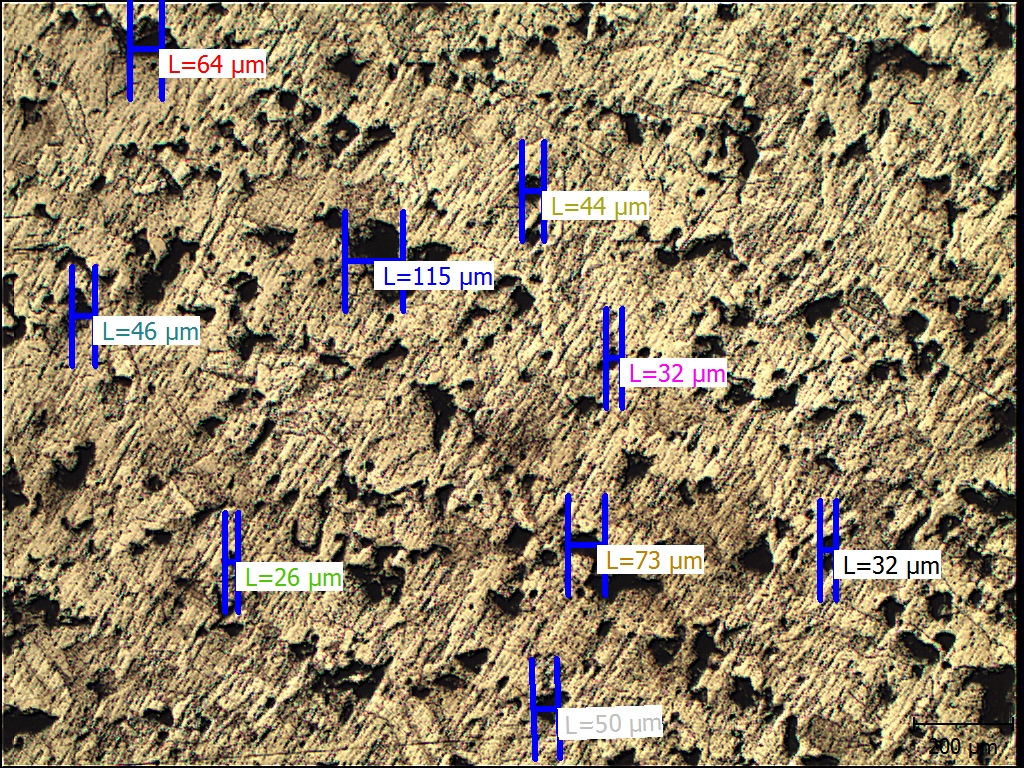 L=64 µm
L=44 µm
L=115 µm
L=46 µm
L=32 µm
L=73 µm
L=32 µm
L=26 µm
L=50 µm
200 µm